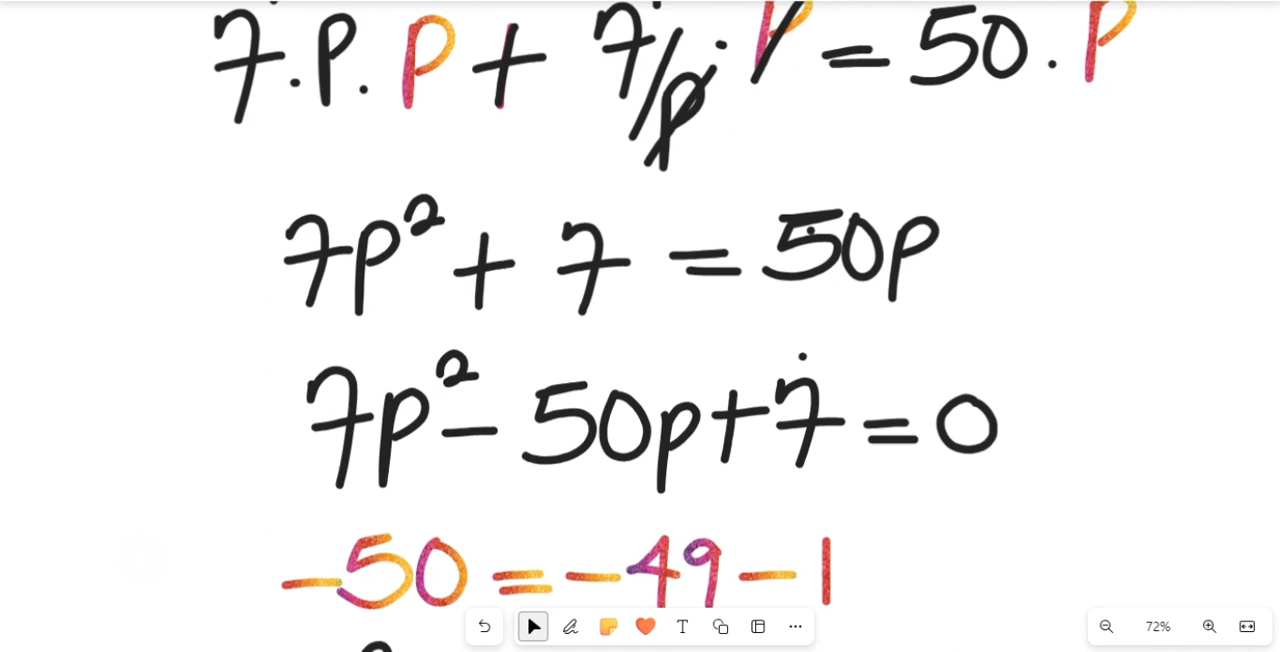 7.p.p + 7/p.p = 50.p
7p² + 7 = 50p
7p² - 50p + 7 = 0
-50 = -49 - 1
72%